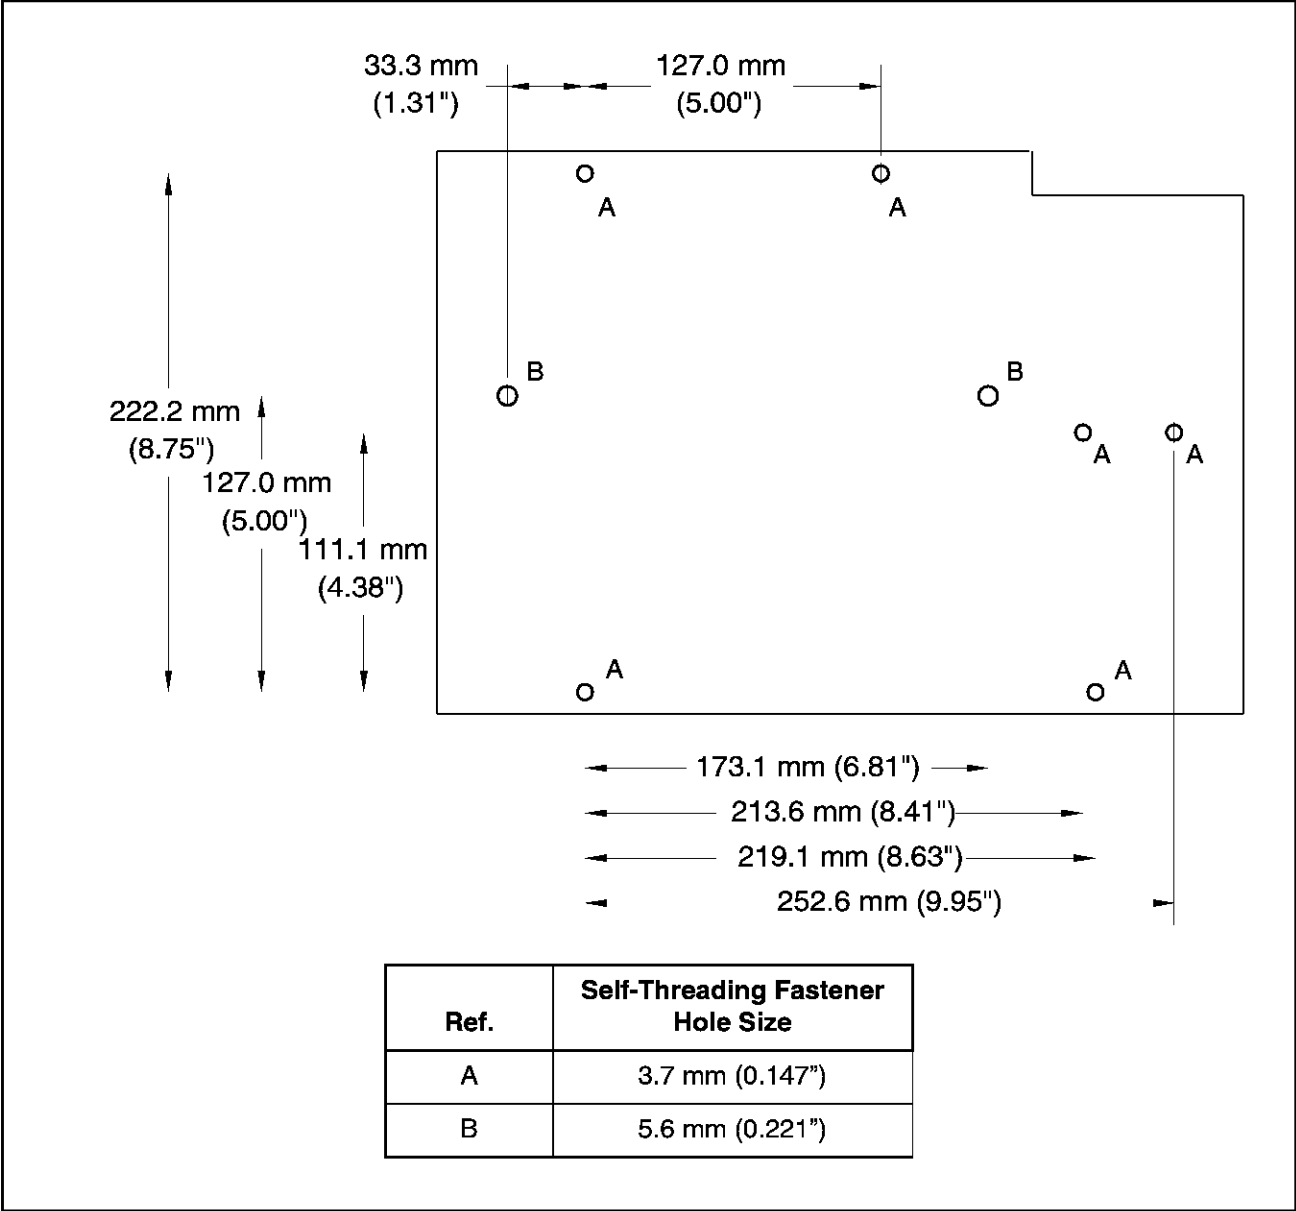 33.3 mm
(1.31")
127.0 mm
(5.00")
A
A
B
B
A
A
222.2 mm
(8.75")
127.0 mm
(5.00")
111.1 mm
(4.38")
A
A
173.1 mm (6.81")
213.6 mm (8.41")
219.1 mm (8.63")
252.6 mm (9.95")
Ref.
Self-Threading Fastener
Hole Size
A
3.7 mm (0.147”)
B
5.6 mm (0.221”)